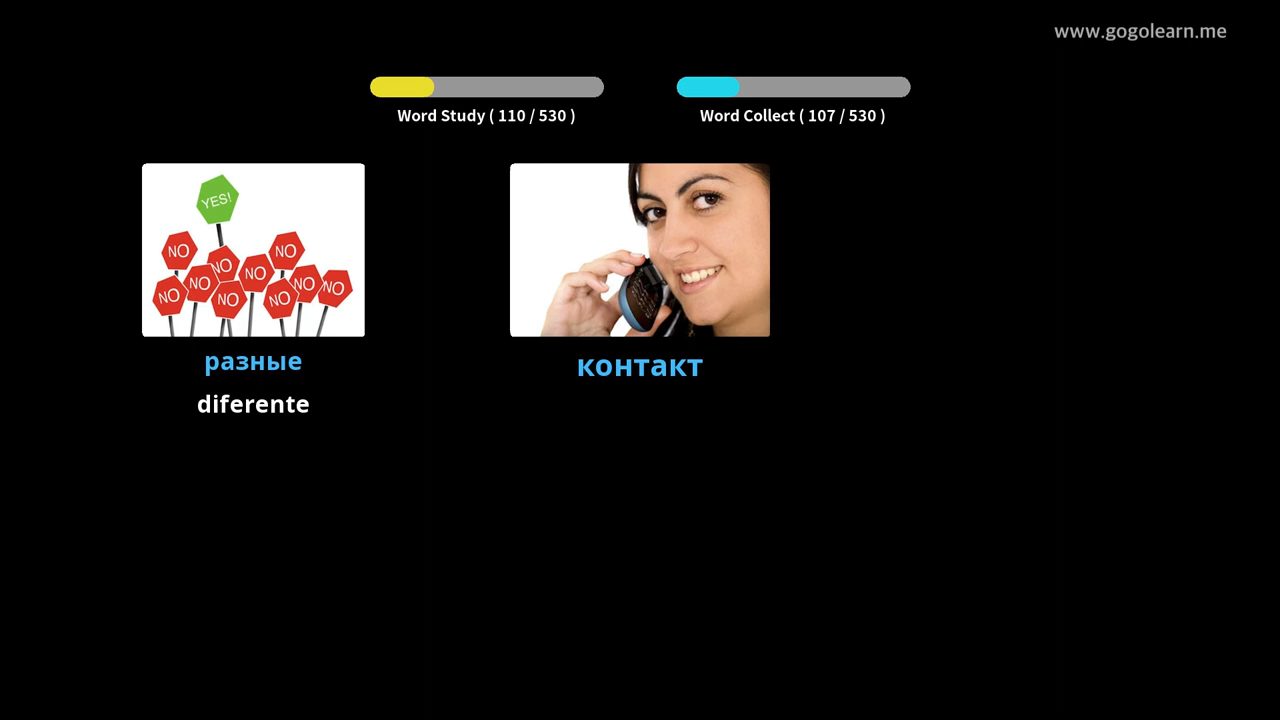 www.gogolearn.me
Word Study ( 110 / 530 )
Word Collect ( 107 / 530 )
YES!
NO
NO
NO
NO
NO
NO
NO
NO
NO
NO
разные
diferente
контакт